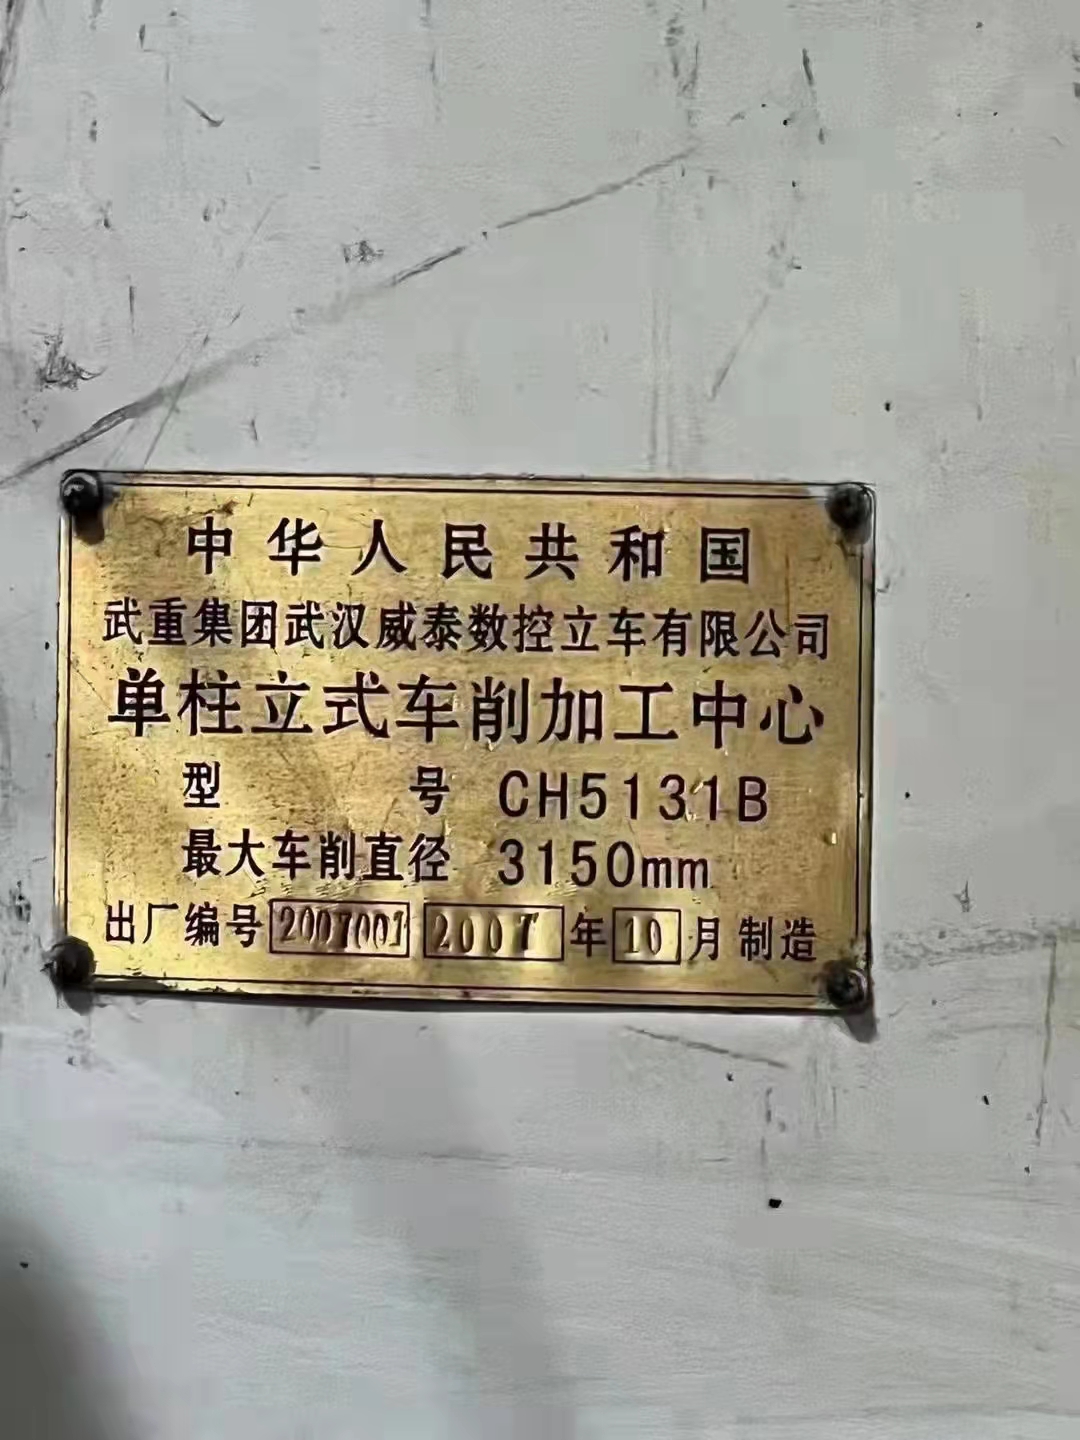 中华人民共和国
武重集团武汉威泰数控立车有限公司
单柱立式车削加工中心
型号 CH5131B
最大车削直径 3150mm
出厂编号 2007001 2007 年 10 月制造